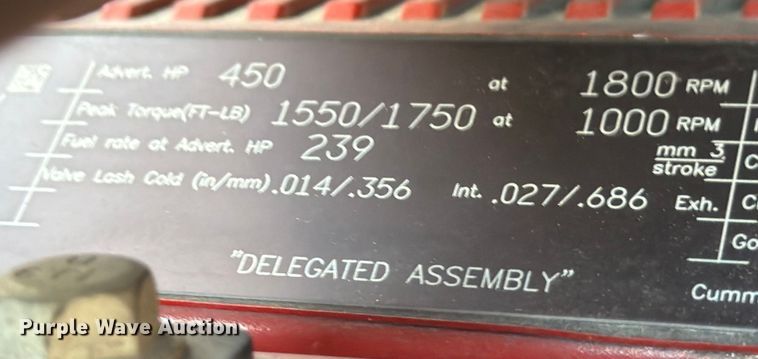 Advert. HP 450 at 1800 RPM
Peak Torque(FT-LB) 1550/1750 at 1000 RPM
Fuel rate at Advert. HP 239 mm 3 stroke
Valve Lash Cold (in/mm).014/.356 Int. .027/.686 Exh.
"DELEGATED ASSEMBLY"
Purple Wave Auction